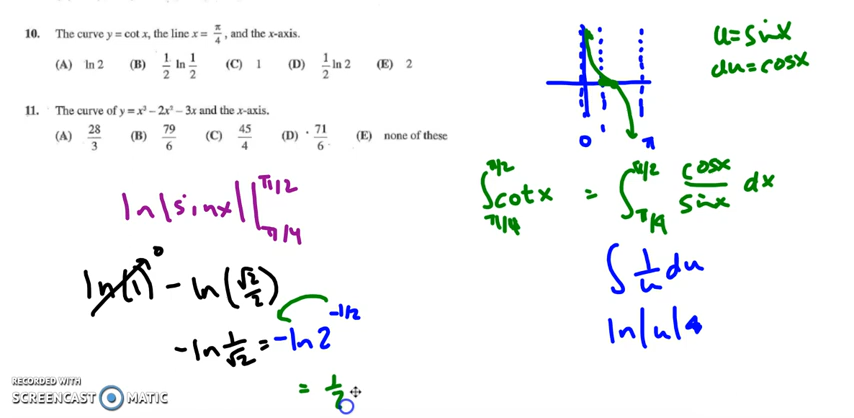 10. The curve y = cot x, the line x = π/4, and the x-axis.
(A) ln 2 (B) 1/2 ln 1/2 (C) 1 (D) 1/2 ln 2 (E) 2
11. The curve of y = x³ − 2x² − 3x and the x-axis.
(A) 28/3 (B) 79/6 (C) 45/4 (D) 71/6 (E) none of these
u = sinx
du = cosx
0 π
∫_{π/4}^{π/2} cotx = ∫_{π/4}^{π/2} cosx/sinx dx
∫ 1/u du
ln|u|
ln|sinx| |_{π/4}^{π/2}
ln(1) 0 − ln(√2/2)
−ln 1/√2 = −ln 2^{−1/2}
= 1/2
RECORDED WITH
SCREENCAST MATIC